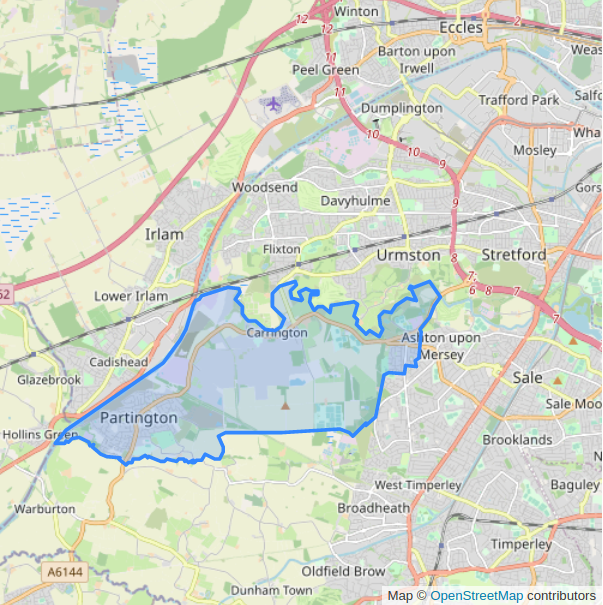 Winton
12
12
Eccles
2
Weas
Barton upon
Irwell
Peel Green
11
11
Trafford Park
Salfo
Dumplington
10
10
Wha
Mosley
9
Woodsend
Gors
Davyhulme
9
Irlam
Flixton
Urmston
Stretford
8
7;
6
8
7
7
62
Lower Irlam
Carrington
Ashton upon
Mersey
Cadishead
Glazebrook
Sale
Partington
Sale Moo
Hollins Green
Brooklands
N
West Timperley
Baguley
Warburton
Broadheath
Timperley
A6144
Oldfield Brow
Dunham Town
Map © OpenStreetMap contributors